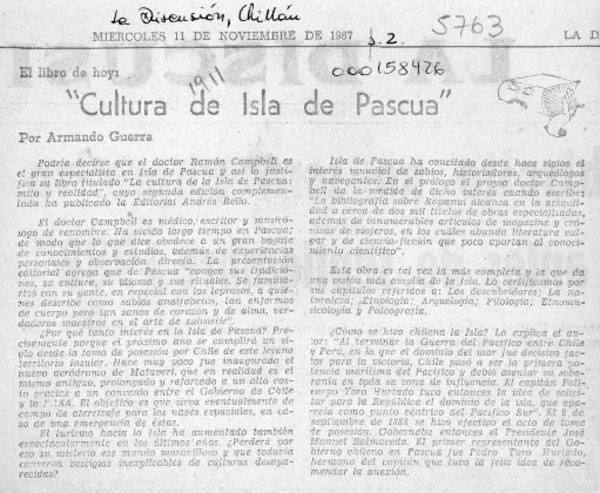 La Discusión, Chillán
5763
MIERCOLES 11 DE NOVIEMBRE DE 1987
p. 2.
LA D
El libro de hoy:
1911
000158426
"Cultura de Isla de Pascua"
Por Armando Guerra
Podría decirse que el doctor Ramón Campbell es
el gran especialista en Isla de Pascua y así lo justi-
fica su libro titulado "La cultura de la Isla de Pascua:
mito y realidad", cuya segunda edición complemen-
tada ha publicado la Editorial Andrés Bello.
El doctor Campbell es médico, escritor y musicó-
logo de renombre. Ha vivido largo tiempo en Pascua;
de modo que lo que dice obedece a un gran bagaje
de conocimientos y estudios, además de experiencias
personales y observación directa. La presentación
editorial agrega que de Pascua "conoce sus tradicio-
nes, su cultura, su idioma y sus rituales. Se familia-
rizó con su gente, en especial con los leprosos, a quie-
nes describe como sabios analfabetos, tan enfermos
de cuerpo pero tan sanos de corazón y de alma, ver-
daderos maestros en el arte de subsistir".
¿Por qué tanto interés en la Isla de Pascua? Pre-
cisamente porque el próximo año se cumplirá un si-
glo desde la toma de posesión por Chile de este lejano
territorio insular. Hace muy poco fue inaugurado el
nuevo aeródromo de Mataveri, que en realidad es el
mismo antiguo, prolongado y reforzado a un alto cos-
to gracias a un convenio entre el Gobierno de Chile
y la NASA. El objetivo es que sirva eventualmente de
campo de aterrizaje para las naves espaciales, en ca-
so de una emergencia de éstas.
El turismo hacia la Isla ha aumentado también
espectacularmente en los últimos años. ¿Perderá por
eso su misterio ese mundo maravilloso y que todavía
conserva vestigios inexplicables de culturas desapa-
recidas?
Isla de Pascua ha concitado desde hace siglos el
interés mundial de sabios, historiadores, arqueólogos
y navegantes. En el prólogo el propio doctor Camp-
bell da la medida de dicho interés cuando escribe:
"La bibliografía sobre Rapanui alcanza en la actuali-
dad a cerca de dos mil títulos de obras especializadas,
además de innumerables artículos de magazine y cró-
nicas de viajeros, en los cuales abunda literatura vul-
gar y de ciencia-ficción que poco aportan al conoci-
miento científico".
Esta obra es tal vez la más completa y la que da
una visión más amplia de la Isla. Lo certificamos por
sus capítulos referidos a: Los descubridores; La na-
turaleza; Etnología; Arqueología; Filología; Etnomu-
sicología y Paleografía.
¿Cómo se hizo chilena la Isla? Lo explica el au-
tor: "Al terminar la Guerra del Pacífico entre Chile
y Perú, en la que el dominio del mar fue decisivo fac-
tor para la victoria, Chile pasó a ser la primera po-
tencia marítima del Pacífico y debió asentar su sobe-
ranía en toda su zona de influencia. El capitán Poli-
carpo Toro Hurtado tuvo entonces la idea de solici-
tar para la República el dominio de la isla, que apa-
recía como punto céntrico del Pacífico Sur". El 9 de
septiembre de 1888 se hizo efectivo el acto de toma
de posesión. Gobernaba entonces el Presidente José
Manuel Balmaceda. El primer representante del Go-
bierno chileno en Pascua fue Pedro Toro Hurtado,
hermano del capitán que tuvo la feliz idea de reco-
mendar la anexión.